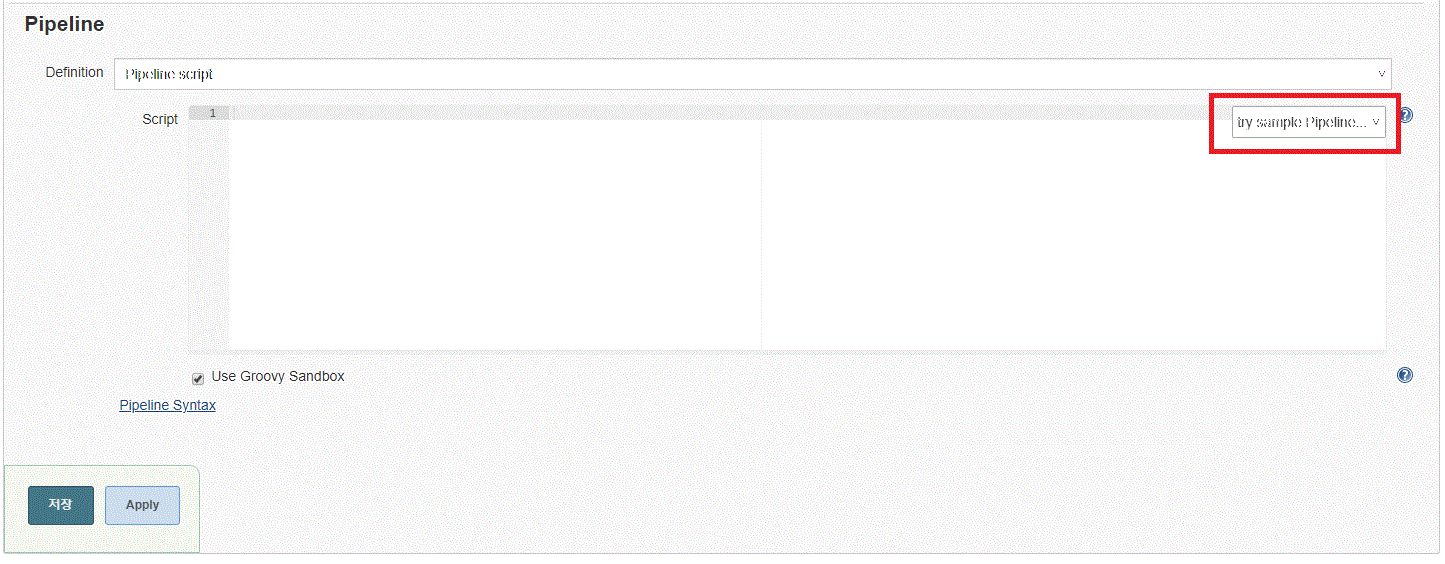 Pipeline
Definition Pipeline script
Script 1 try sample Pipeline... ?
Use Groovy Sandbox ?
Pipeline Syntax
저장 Apply